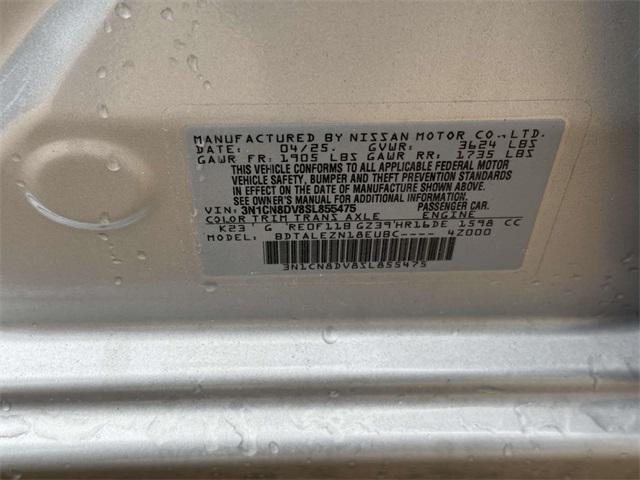 MANUFACTURED BY NISSAN MOTOR CO., LTD.
DATE: 04/25. GVWR: 3624 LBS
GAWR FR: 1905 LBS GAWR RR: 1735 LBS
THIS VEHICLE CONFORMS TO ALL APPLICABLE FEDERAL MOTOR
VEHICLE SAFETY, BUMPER AND THEFT PREVENTION STANDARDS
IN EFFECT ON THE DATE OF MANUFACTURE SHOWN ABOVE.
SEE OWNER'S MANUAL FOR ADDITIONAL INFORMATION.
VIN: 3N1CN8DV8SL855475 PASSENGER CAR
COLOR TRIM TRANS AXLE ENGINE
K23 G RE0F11B GZ39 HR16DE 1598 CC
MODEL: BDTALEZN18EUBC---- 4Z000
3N1CN8DV8SL855475